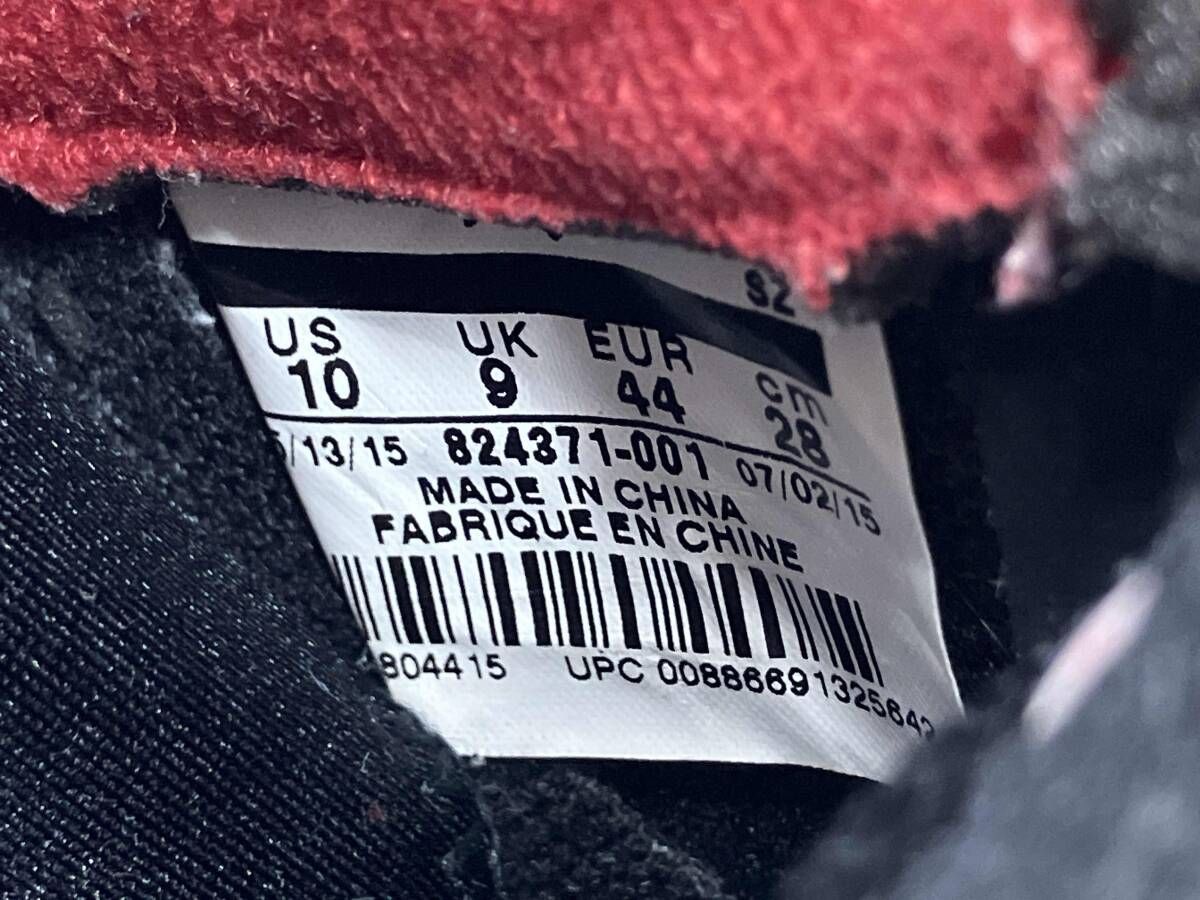 S2
US UK EUR cm
10 9 44 28
/13/15 824371-001 07/02/15
MADE IN CHINA
FABRIQUE EN CHINE
804415 UPC 0088669132564